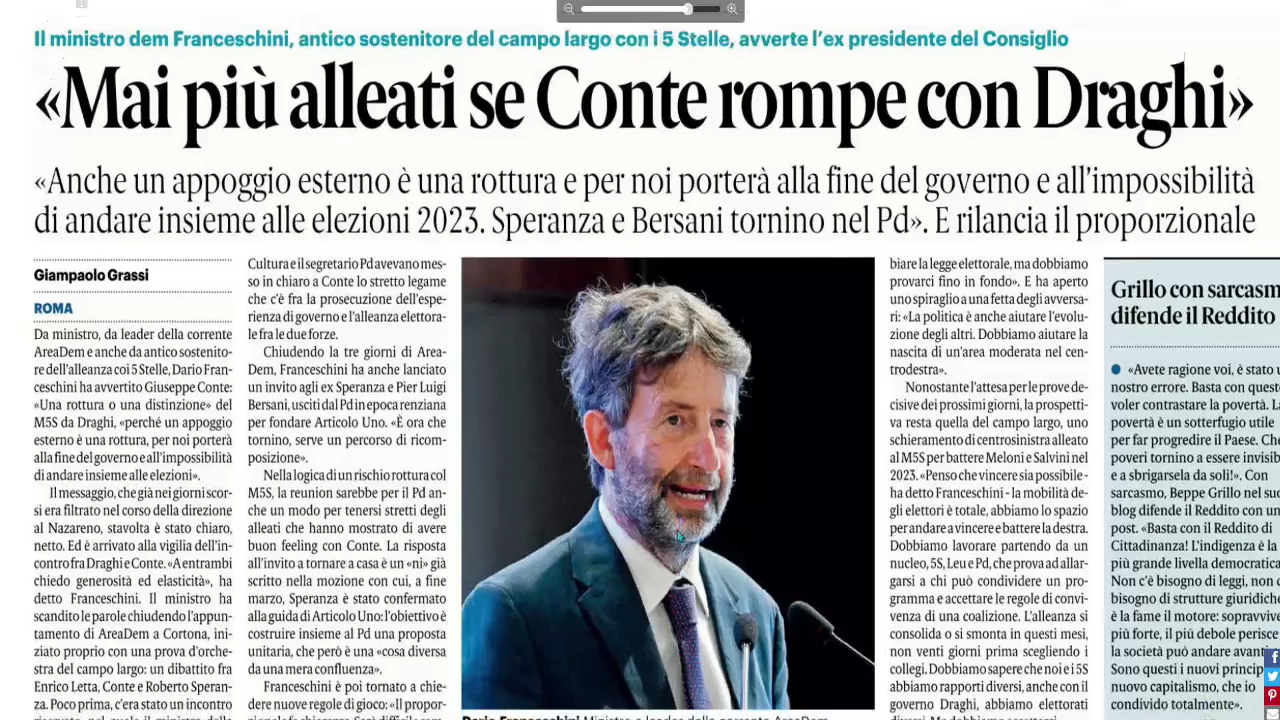 Il ministro dem Franceschini, antico sostenitore del campo largo con i 5 Stelle, avverte l'ex presidente del Consiglio
«Mai più alleati se Conte rompe con Draghi»
«Anche un appoggio esterno è una rottura e per noi porterà alla fine del governo e all'impossibilità
di andare insieme alle elezioni 2023. Speranza e Bersani tornino nel Pd». E rilancia il proporzionale
Giampaolo Grassi
ROMA
Da ministro, da leader della corrente
AreaDem e anche da antico sostenito-
re dell'alleanza coi 5 Stelle, Dario Fran-
ceschini ha avvertito Giuseppe Conte:
«Una rottura o una distinzione» del
M5S da Draghi, «perché un appoggio
esterno è una rottura, per noi porterà
alla fine del governo e all'impossibilità
di andare insieme alle elezioni».
Il messaggio, che già nei giorni scor-
si era filtrato nel corso della direzione
al Nazareno, stavolta è stato chiaro,
netto. Ed è arrivato alla vigilia dell'in-
contro fra Draghi e Conte. «A entrambi
chiedo generosità ed elasticità», ha
detto Franceschini. Il ministro ha
scandito le parole chiudendo l'appun-
tamento di AreaDem a Cortona, ini-
ziato proprio con una prova d'orche-
stra del campo largo: un dibattito fra
Enrico Letta, Conte e Roberto Speran-
za. Poco prima, c'era stato un incontro
Cultura e il segretario Pd avevano mes-
so in chiaro a Conte lo stretto legame
che c'è fra la prosecuzione dell'espe-
rienza di governo e l'alleanza elettora-
le fra le due forze.
Chiudendo la tre giorni di Area-
Dem, Franceschini ha anche lanciato
un invito agli ex Speranza e Pier Luigi
Bersani, usciti dal Pd in epoca renziana
per fondare Articolo Uno. «È ora che
tornino, serve un percorso di ricom-
posizione».
Nella logica di un rischio rottura col
M5S, la reunion sarebbe per il Pd an-
che un modo per tenersi stretti degli
alleati che hanno mostrato di avere
buon feeling con Conte. La risposta
all'invito a tornare a casa è un «ni» già
scritto nella mozione con cui, a fine
marzo, Speranza è stato confermato
alla guida di Articolo Uno: l'obiettivo è
costruire insieme al Pd una proposta
unitaria, che però è una «cosa diversa
da una mera confluenza».
Franceschini è poi tornato a chie-
dere nuove regole di gioco: «Il propor-
Dario Franceschini Ministro e leader della corrente AreaDem
biare la legge elettorale, ma dobbiamo
provarci fino in fondo». E ha aperto
uno spiraglio a una fetta degli avversa-
ri: «La politica è anche aiutare l'evolu-
zione degli altri. Dobbiamo aiutare la
nascita di un'area moderata nel cen-
trodestra».
Nonostante l'attesa per le prove de-
cisive dei prossimi giorni, la prospetti-
va resta quella del campo largo, uno
schieramento di centrosinistra alleato
al M5S per battere Meloni e Salvini nel
2023. «Penso che vincere sia possibile -
ha detto Franceschini - la mobilità de-
gli elettori è totale, abbiamo lo spazio
per andare a vincere e battere la destra.
Dobbiamo lavorare partendo da un
nucleo, 5S, Leu e Pd, che prova ad allar-
garsi a chi può condividere un pro-
gramma e accettare le regole di convi-
venza di una coalizione. L'alleanza si
consolida o si smonta in questi mesi,
non venti giorni prima scegliendo i
collegi. Dobbiamo sapere che noi e i 5S
abbiamo rapporti diversi, anche con il
governo Draghi, abbiamo elettorati
Grillo con sarcasm
difende il Reddito
«Avete ragione voi, è stato u
nostro errore. Basta con queste
voler contrastare la povertà. La
povertà è un sotterfugio utile
per far progredire il Paese. Che
poveri tornino a essere invisib
e a sbrigarsela da soli!». Con
sarcasmo, Beppe Grillo nel suo
blog difende il Reddito con un
post. «Basta con il Reddito di
Cittadinanza! L'indigenza è la
più grande livella democratica.
Non c'è bisogno di leggi, non c
bisogno di strutture giuridiche
è la fame il motore: sopravvive
più forte, il più debole perisce
la società può andare avant
Sono questi i nuovi princip
nuovo capitalismo, che io
condivido totalmente».